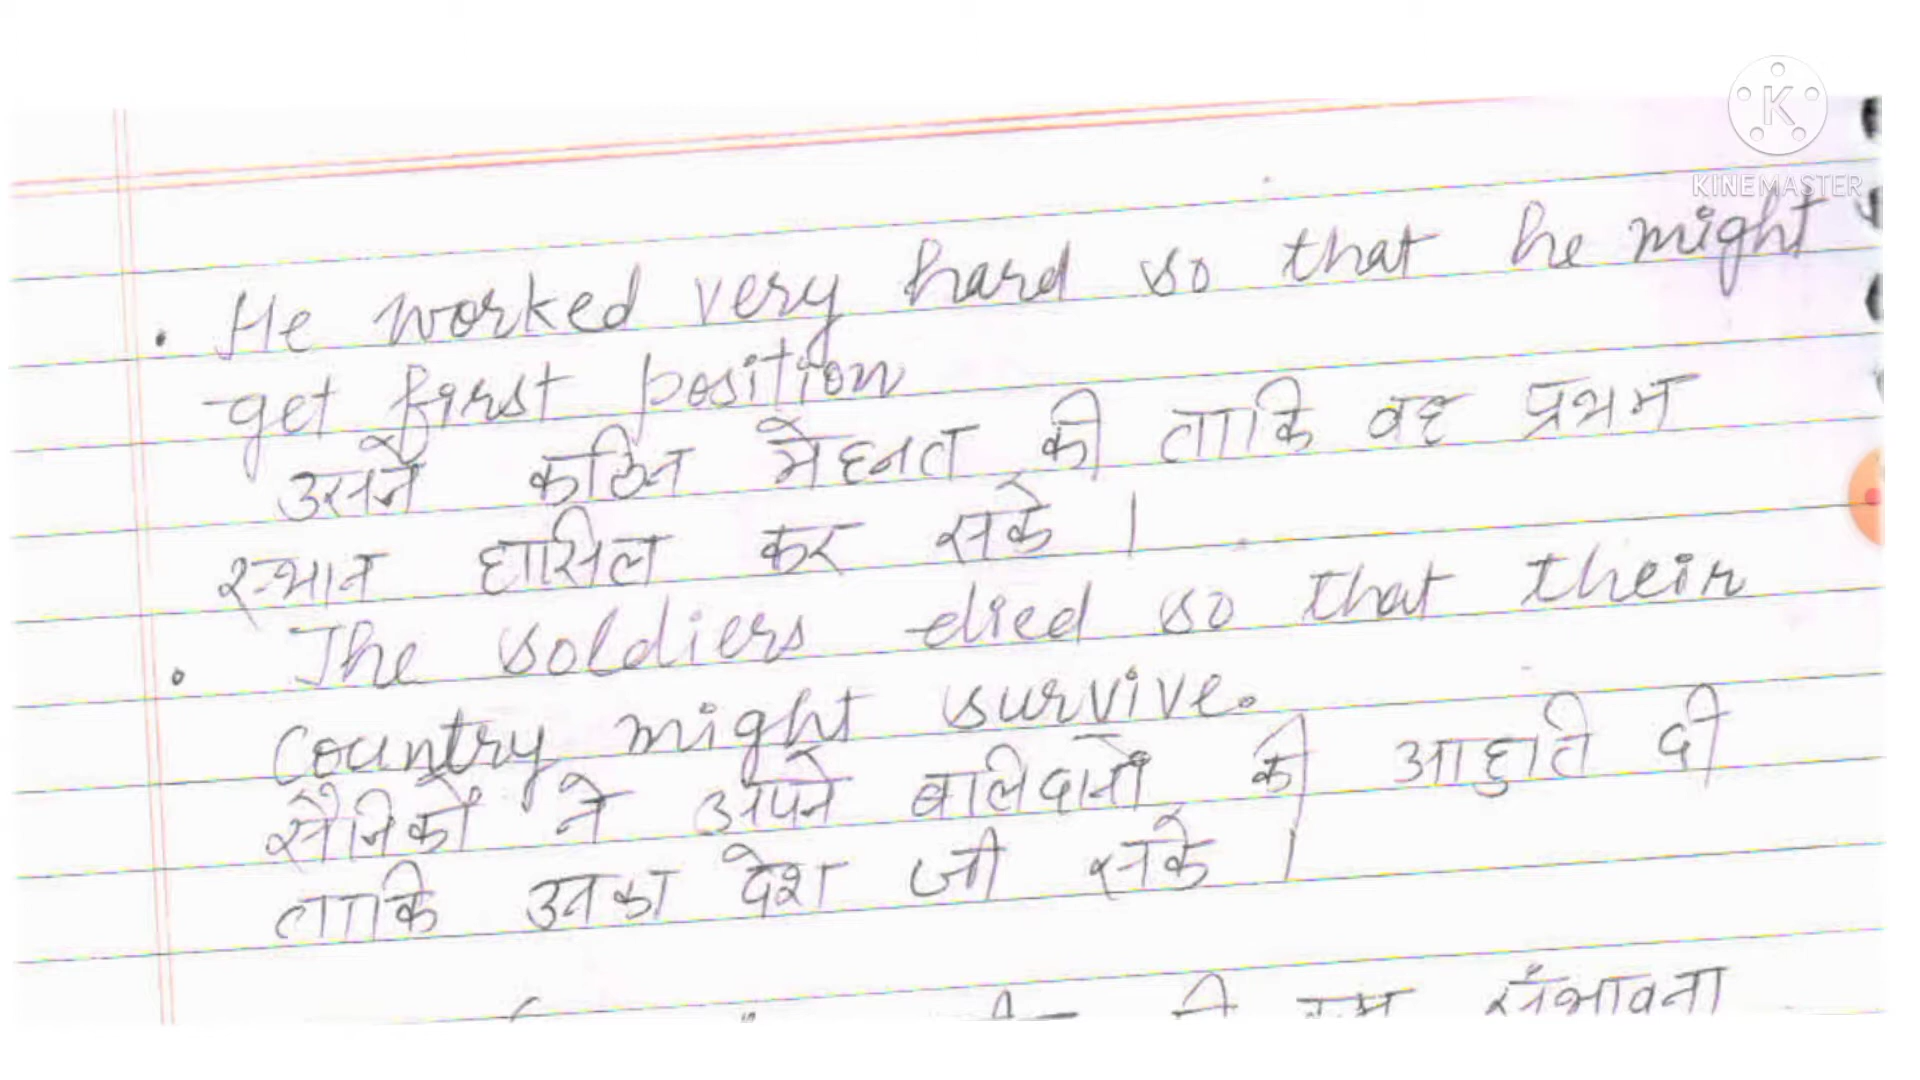 KINEMASTER
. He worked very hard so that he might
get first position
उसने कठिन मेहनत की ताकि वह प्रथम
स्थान हासिल कर सके ।
. The soldiers died so that their
Country might survive.
सैनिकों ने अपने बलिदानों की आहुति दी
ताकि उनका देश जी सके ।
संभावना